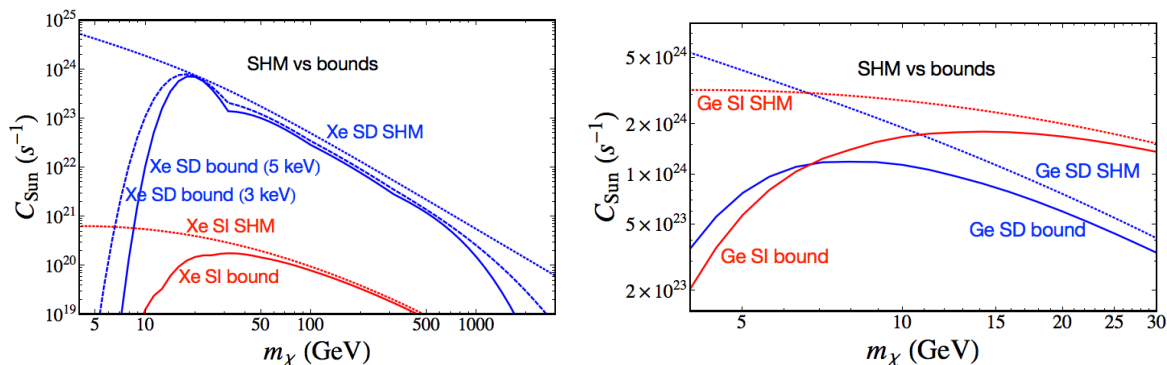 10^25
10^24
10^23
10^22
10^21
10^20
10^19
C_Sun (s^−1)
SHM vs bounds
Xe SD SHM
Xe SD bound (5 keV)
Xe SD bound (3 keV)
Xe SI SHM
Xe SI bound
5 10 50 100 500 1000
m_χ (GeV)
5 × 10^24
2 × 10^24
1 × 10^24
5 × 10^23
2 × 10^23
C_Sun (s^−1)
SHM vs bounds
Ge SI SHM
Ge SD SHM
Ge SD bound
Ge SI bound
5 10 15 20 25 30
m_χ (GeV)